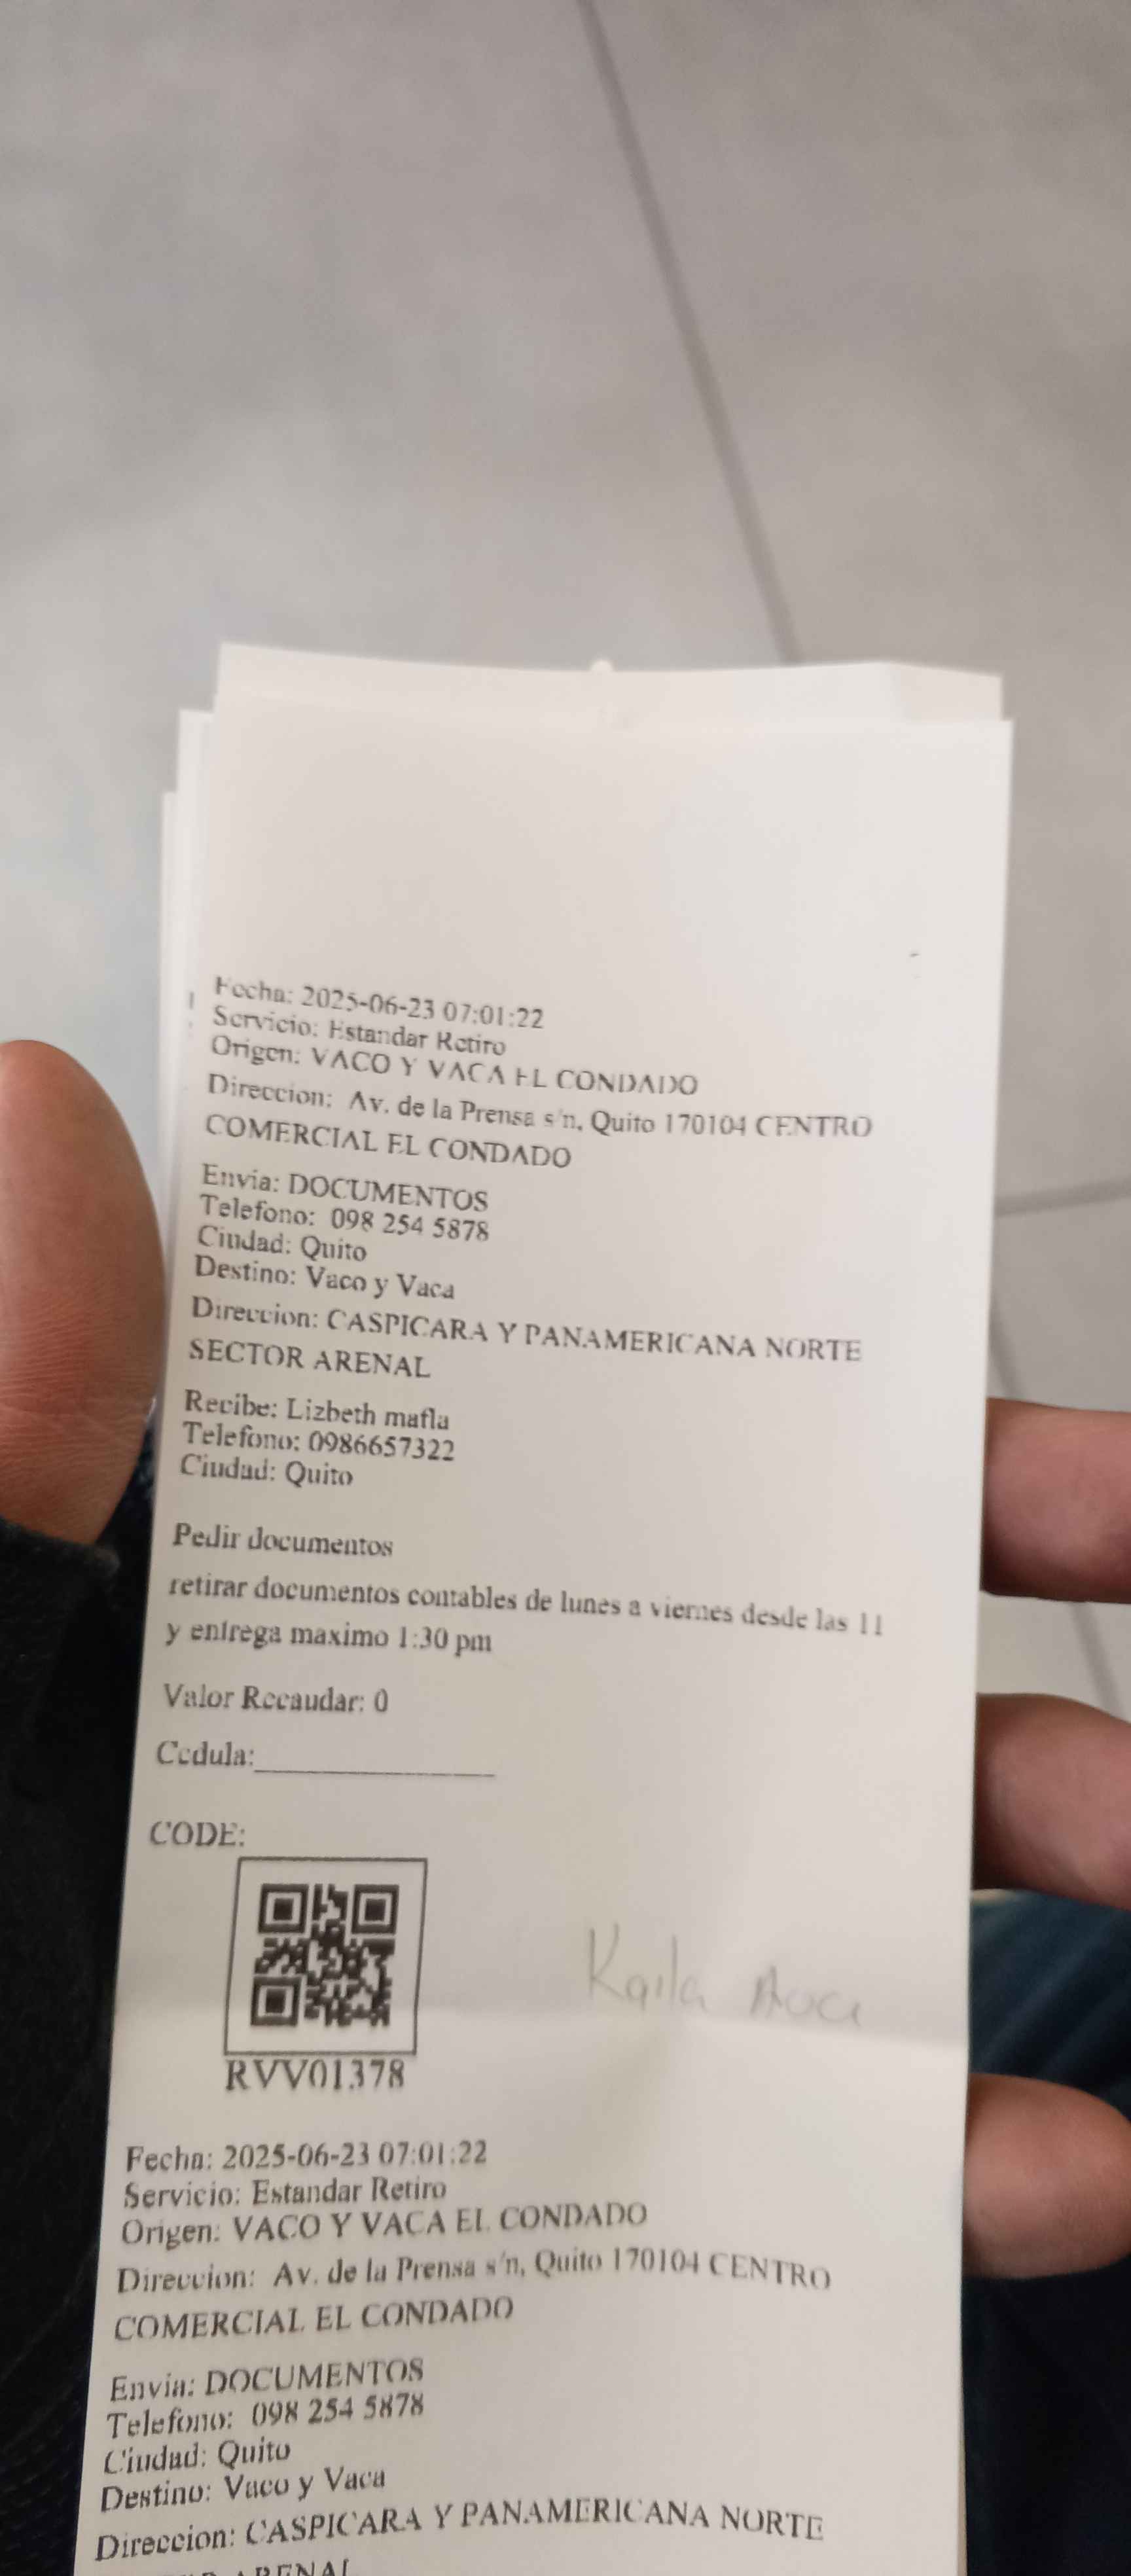 Fecha: 2025-06-23 07:01:22
Servicio: Estandar Retiro
Origen: VACO Y VACA EL CONDADO
Direccion: Av. de la Prensa s/n, Quito 170104 CENTRO
COMERCIAL EL CONDADO
Envia: DOCUMENTOS
Telefono: 098 254 5878
Ciudad: Quito
Destino: Vaco y Vaca
Direccion: CASPICARA Y PANAMERICANA NORTE
SECTOR ARENAL
Recibe: Lizbeth mafla
Telefono: 0986657322
Ciudad: Quito
Pedir documentos
retirar documentos contables de lunes a viernes desde las 11
y entrega maximo 1:30 pm
Valor Recaudar: 0
Cedula:
CODE:
Kaila
RVV01378
Fecha: 2025-06-23 07:01:22
Servicio: Estandar Retiro
Origen: VACO Y VACA EL CONDADO
Direccion: Av. de la Prensa s/n, Quito 170104 CENTRO
COMERCIAL EL CONDADO
Envia: DOCUMENTOS
Telefono: 098 254 5878
Ciudad: Quito
Destino: Vaco y Vaca
Direccion: CASPICARA Y PANAMERICANA NORTE
ARENAL